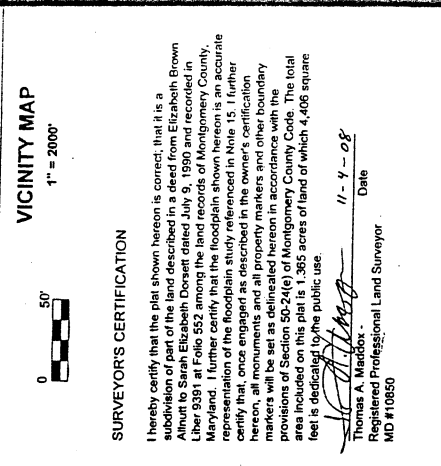 VICINITY MAP
1" = 2000'
0 50'
SURVEYOR'S CERTIFICATION
I hereby certify that the plat shown hereon is correct; that it is a
subdivision of part of the land described in a deed from Elizabeth Brown
Allnutt to Sarah Elizabeth Dorsett dated July 9, 1990 and recorded in
Liber 9391 at Folio 552 among the land records of Montgomery County,
Maryland. I further certify that the floodplain shown hereon is an accurate
representation of the floodplain study referenced in Note 15. I further
certify that, once engaged as described in the owner's certification
hereon, all monuments and all property markers and other boundary
markers will be set as delineated hereon in accordance with the
provisions of Section 50-24(e) of Montgomery County Code. The total
area included on this plat is 1.365 acres of land of which 4,406 square
feet is dedicated to the public use.
11-4-08
Thomas A. Maddox - Date
Registered Professional Land Surveyor
MD #10850